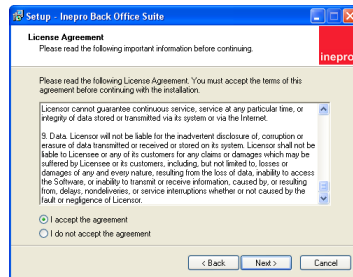 Setup - Inepro Back Office Suite
License Agreement
Please read the following important information before continuing.
inepro
Please read the following License Agreement. You must accept the terms of this
agreement before continuing with the installation.
Licensor cannot guarantee continuous service, service at any particular time, or
integrity of data stored or transmitted via its system or via the Internet.
9. Data. Licensor will not be liable for the inadvertent disclosure of, corruption or
erasure of data transmitted or received or stored on its system. Licensor shall not be
liable to Licensee or any of its customers for any claims or damages which may be
suffered by Licensee or its customers, including, but not limited to, losses or
damages of any and every nature, resulting from the loss of data, inability to access
the Software, or inability to transmit or receive information, caused by, or resulting
from, delays, nondeliveries, or service interruptions whether or not caused by the
fault or negligence of Licensor.
I accept the agreement
I do not accept the agreement
< Back
Next >
Cancel